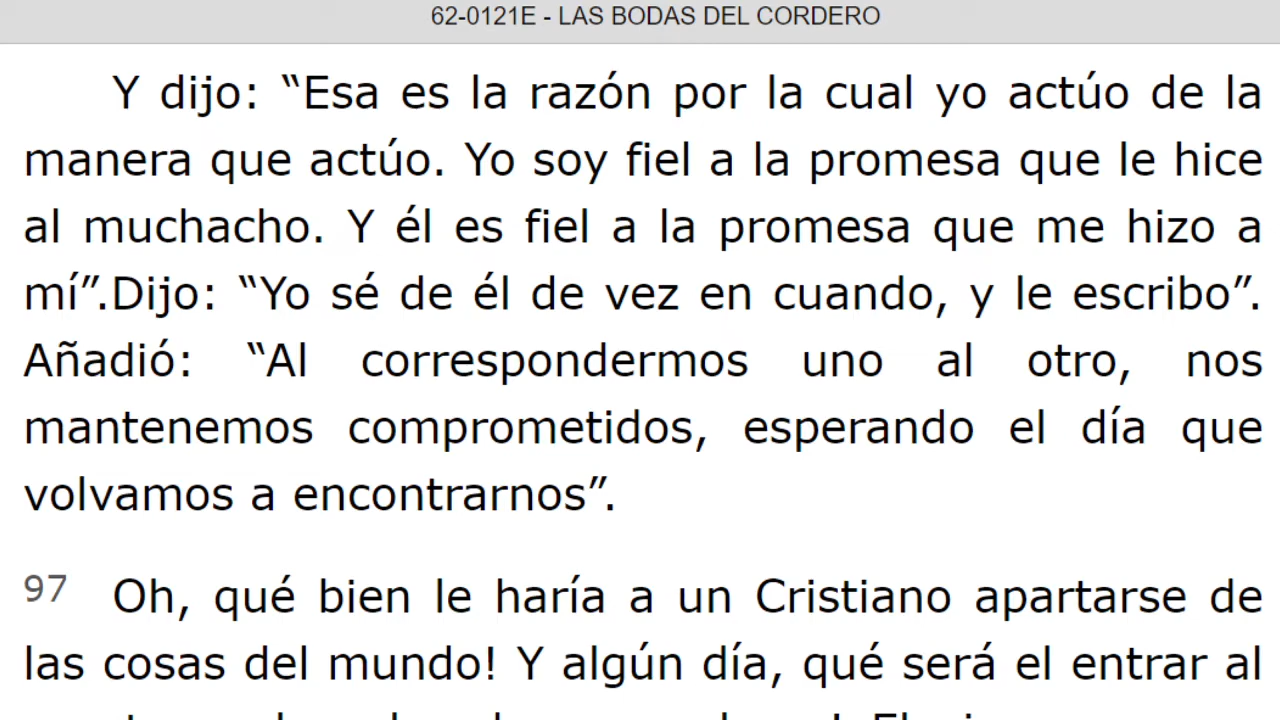 62-0121E - LAS BODAS DEL CORDERO
Y dijo: “Esa es la razón por la cual yo actúo de la
manera que actúo. Yo soy fiel a la promesa que le hice
al muchacho. Y él es fiel a la promesa que me hizo a
mí”.Dijo: “Yo sé de él de vez en cuando, y le escribo”.
Añadió: “Al correspondermos uno al otro, nos
mantenemos comprometidos, esperando el día que
volvamos a encontrarnos”.
97 Oh, qué bien le haría a un Cristiano apartarse de
las cosas del mundo! Y algún día, qué será el entrar al